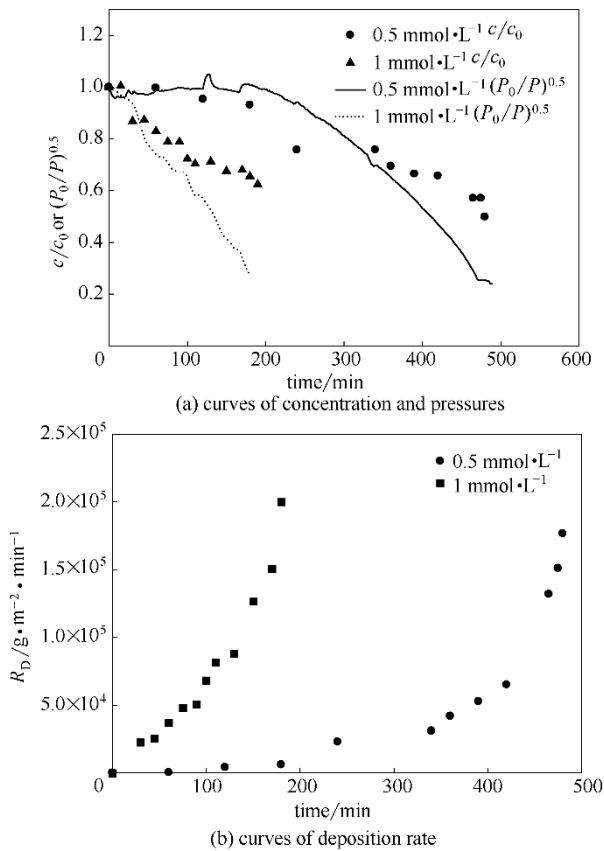 1.2
1.0
0.8
0.6
0.4
0.2
c/c₀ or (P₀/P)⁰·⁵
0.5 mmol•L⁻¹ c/c₀
1 mmol•L⁻¹ c/c₀
0.5 mmol•L⁻¹ (P₀/P)⁰·⁵
1 mmol•L⁻¹ (P₀/P)⁰·⁵
0 100 200 300 400 500 600
time/min
(a) curves of concentration and pressures
2.5×10⁵
2.0×10⁵
1.5×10⁵
1.0×10⁵
5.0×10⁴
R_D/g•m⁻²•min⁻¹
0.5 mmol•L⁻¹
1 mmol•L⁻¹
0 100 200 300 400 500
time/min
(b) curves of deposition rate